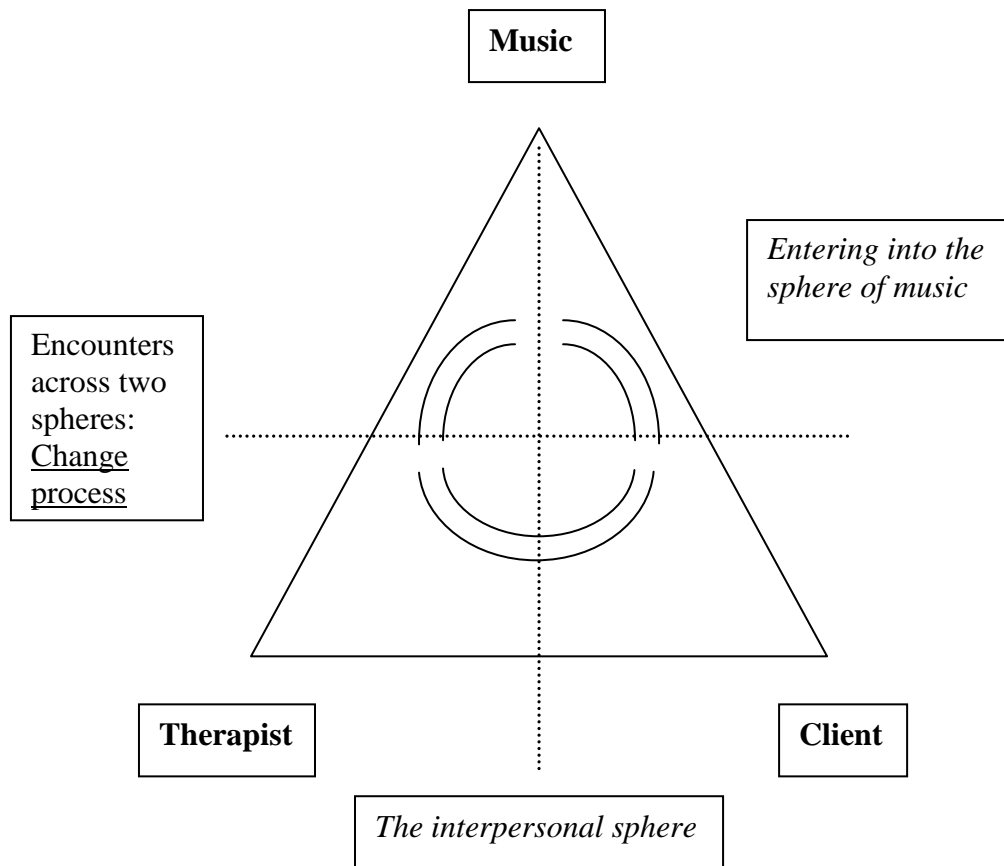 Music
Entering into the
sphere of music
Encounters
across two
spheres:
Change
process
Therapist
Client
The interpersonal sphere